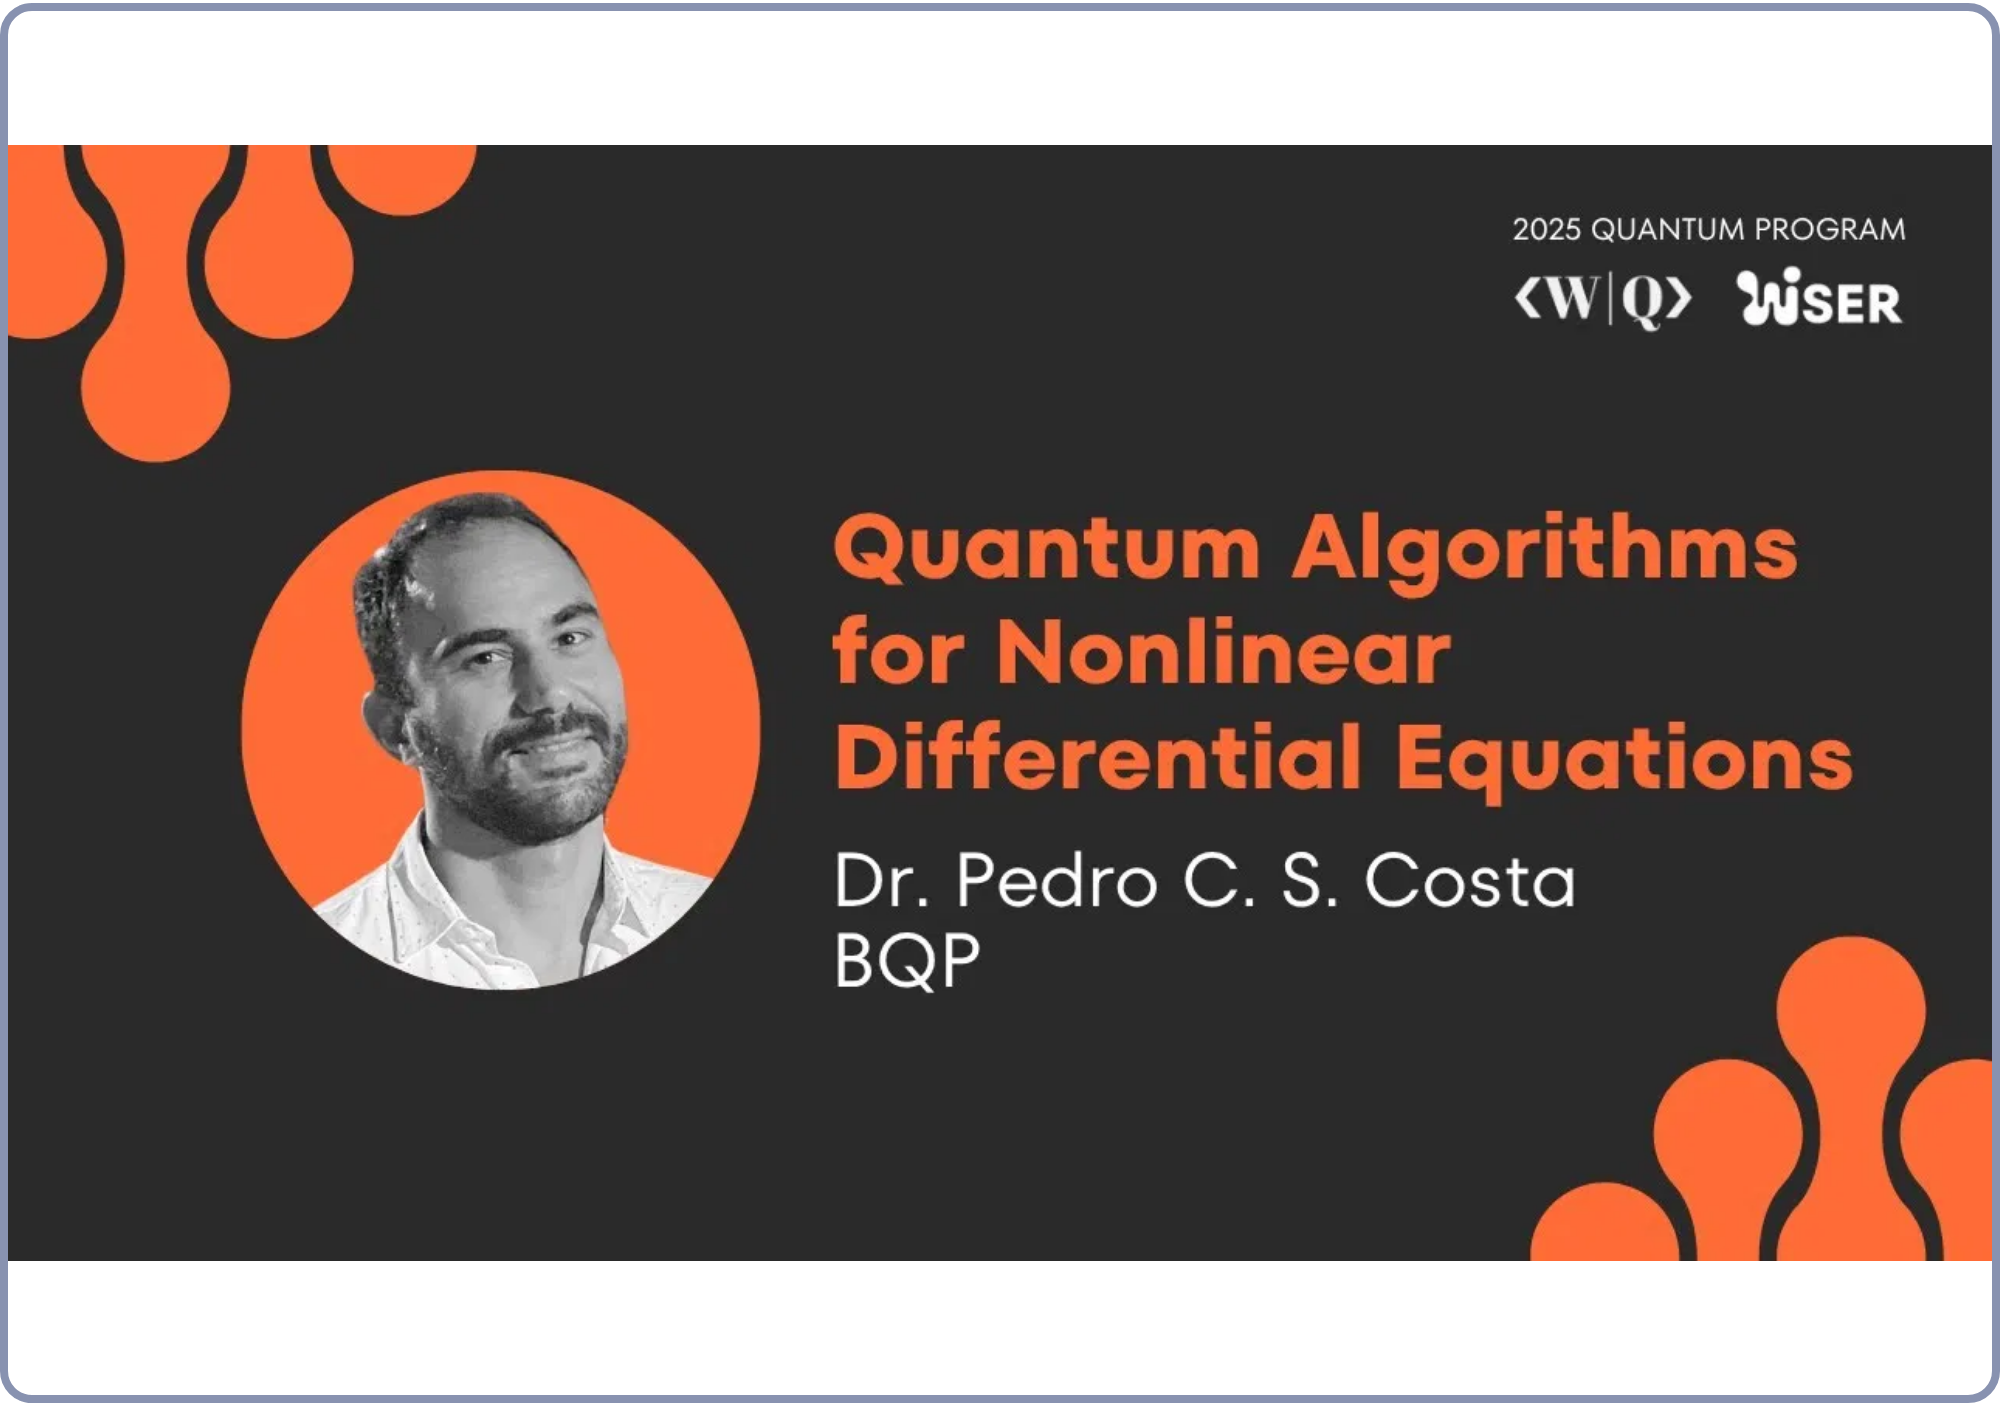 2025 QUANTUM PROGRAM
<W|Q> WiSER
Quantum Algorithms
for Nonlinear
Differential Equations
Dr. Pedro C. S. Costa
BQP